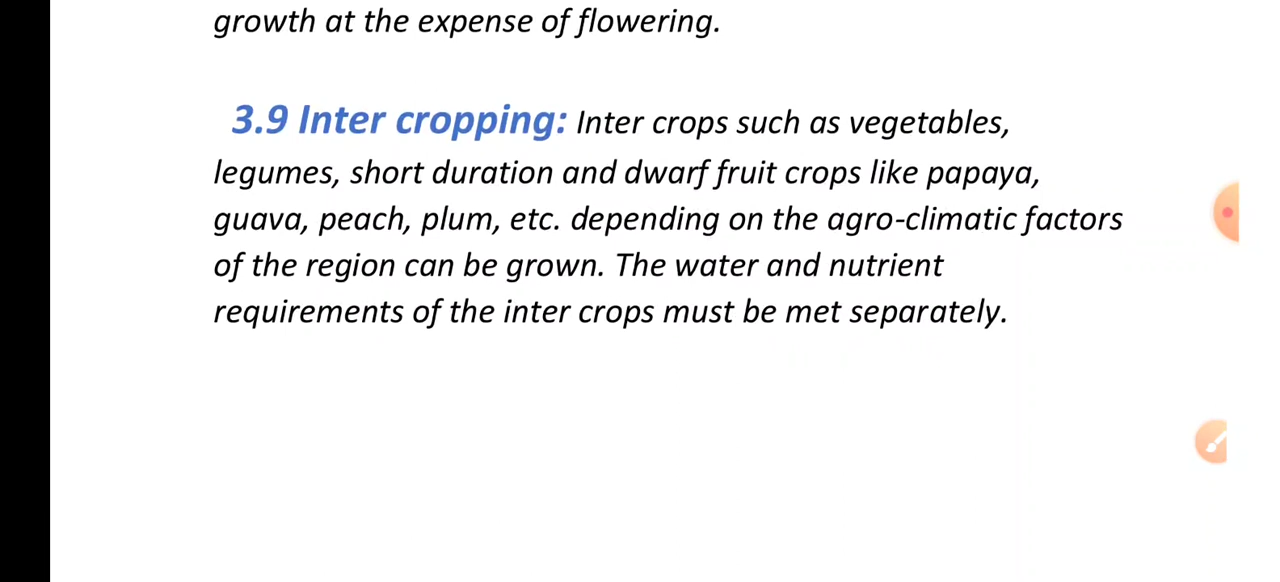 growth at the expense of flowering.
3.9 Inter cropping: Inter crops such as vegetables,
legumes, short duration and dwarf fruit crops like papaya,
guava, peach, plum, etc. depending on the agro-climatic factors
of the region can be grown. The water and nutrient
requirements of the inter crops must be met separately.